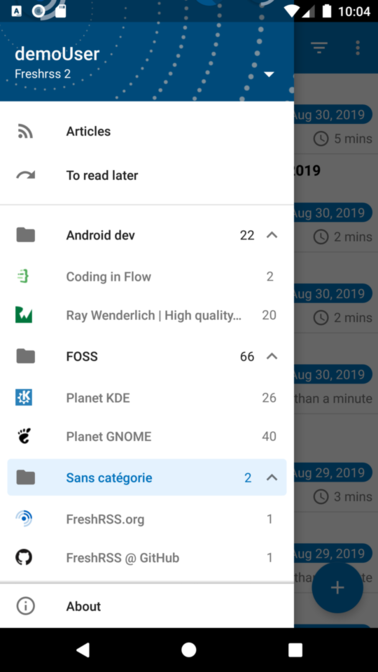 10:04
demoUser
Freshrss 2
Articles
To read later
Android dev 22
Coding in Flow 2
Ray Wenderlich | High quality... 20
FOSS 66
Planet KDE 26
Planet GNOME 40
Sans catégorie 2
FreshRSS.org 1
FreshRSS @ GitHub 1
About
Aug 30, 2019
5 mins
2019
Aug 30, 2019
2 mins
Aug 30, 2019
2 mins
Aug 30, 2019
than a minute
Aug 29, 2019
3 mins
Aug 29, 2019